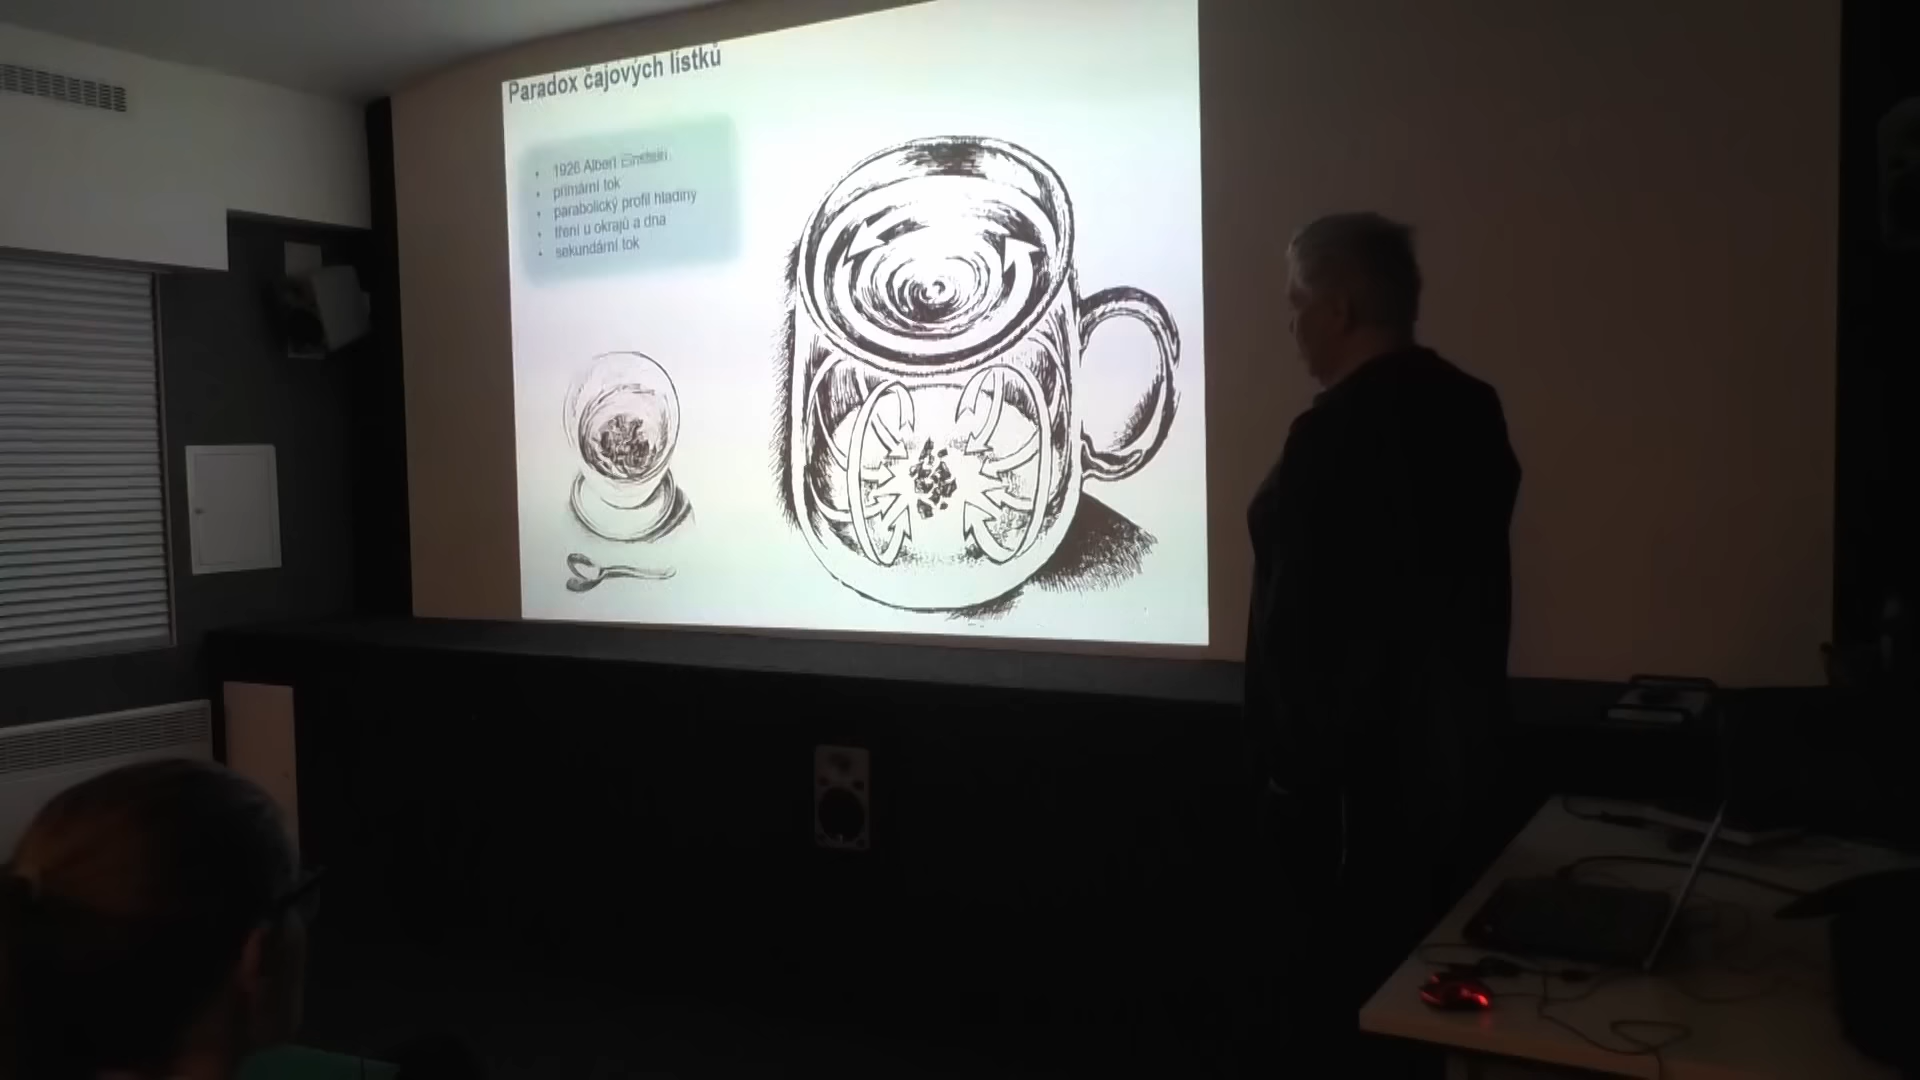 Paradox čajových lístků
• 1926 Albert Einstein
• primární tok
• parabolický profil hladiny
• tření u okrajů a dna
• sekundární tok